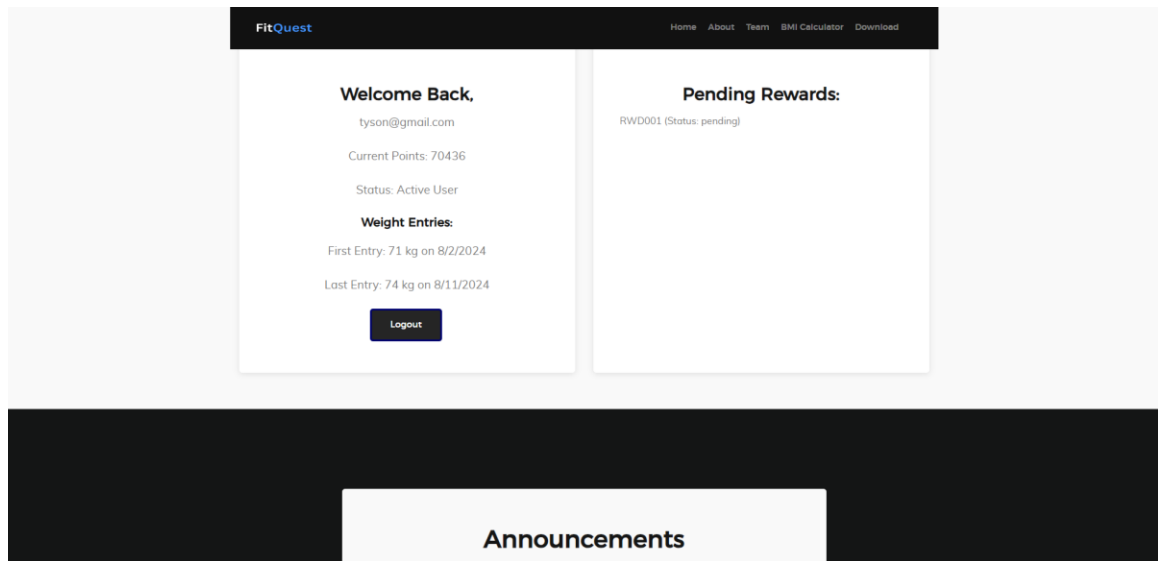 FitQuest
Home About Team BMI Calculator Download
Welcome Back,
tyson@gmail.com
Current Points: 70436
Status: Active User
Weight Entries:
First Entry: 71 kg on 8/2/2024
Last Entry: 74 kg on 8/11/2024
Logout
Pending Rewards:
RWD001 (Status: pending)
Announcements